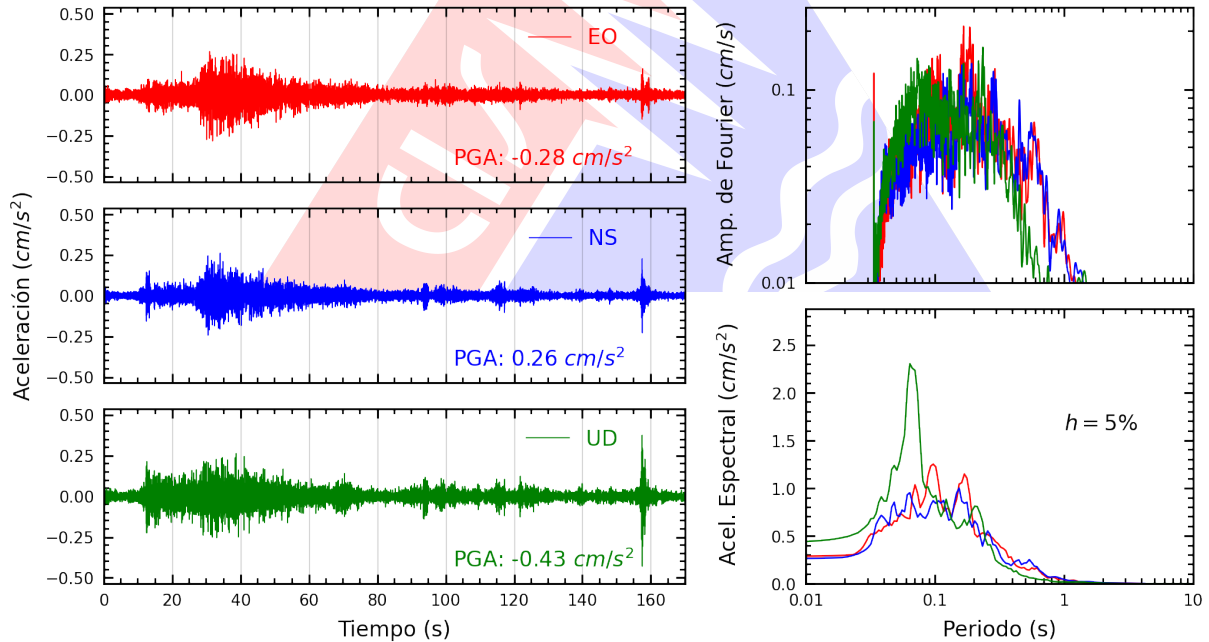 Aceleración (cm/s²)
0.50
0.25
0.00
−0.25
−0.50
EO
PGA: -0.28 cm/s²
0.50
0.25
0.00
−0.25
−0.50
NS
PGA: 0.26 cm/s²
0.50
0.25
0.00
−0.25
−0.50
UD
PGA: -0.43 cm/s²
0 20 40 60 80 100 120 140 160
Tiempo (s)
Amp. de Fourier (cm/s)
0.1
0.01
Acel. Espectral (cm/s²)
2.5
2.0
1.5
1.0
0.5
0.0
h = 5%
0.01 0.1 1 10
Periodo (s)